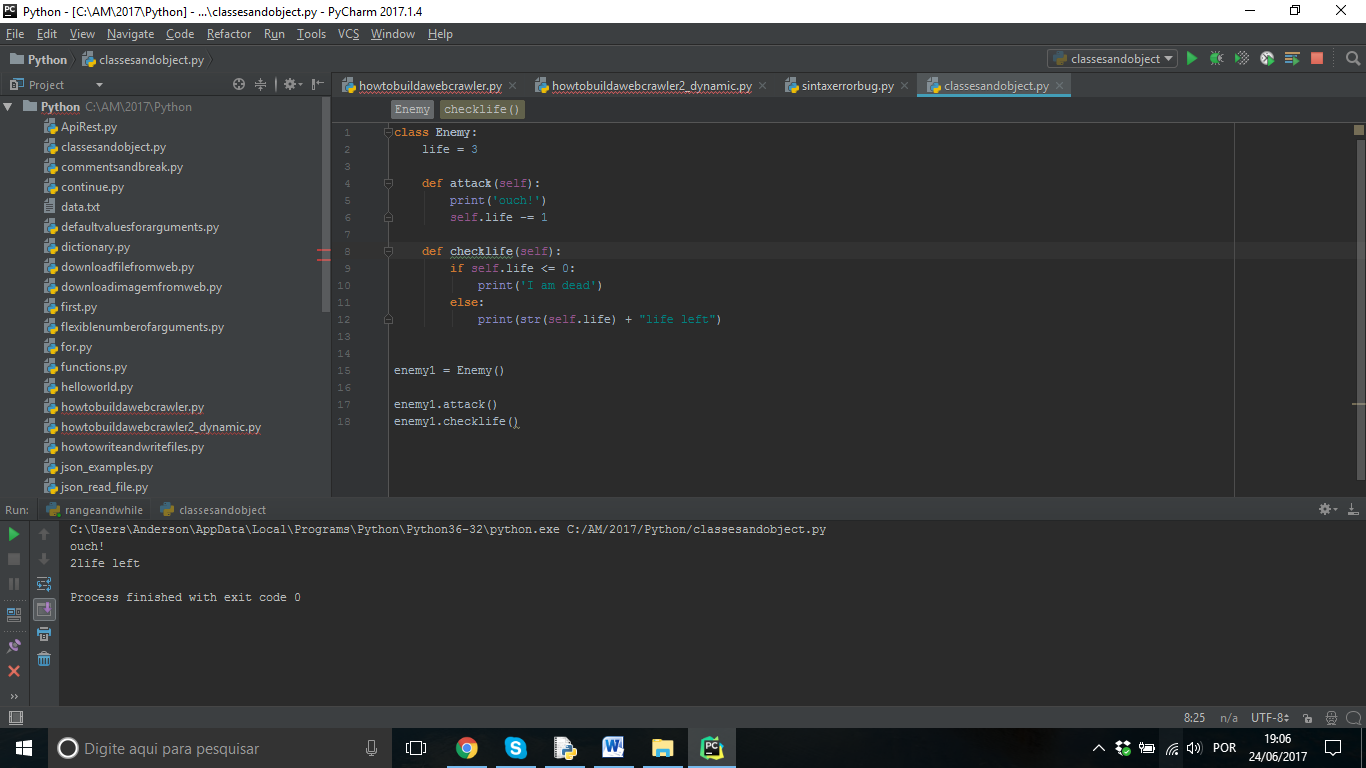 Python - [C:\AM\2017\Python] - ...\classesandobject.py - PyCharm 2017.1.4
File Edit View Navigate Code Refactor Run Tools VCS Window Help
Python classesandobject.py
classesandobject
Project
howtobuildawebcrawler.py howtobuildawebcrawler2_dynamic.py sintaxerrorbug.py classesandobject.py
Python C:\AM\2017\Python
ApiRest.py
classesandobject.py
commentsandbreak.py
continue.py
data.txt
defaultvaluesforarguments.py
dictionary.py
downloadfilefromweb.py
downloadimagemfromweb.py
first.py
flexiblenumberofarguments.py
for.py
functions.py
helloworld.py
howtobuildawebcrawler.py
howtobuildawebcrawler2_dynamic.py
howtowriteandwritefiles.py
json_examples.py
json_read_file.py
Enemy checklife()
1 class Enemy:
2 life = 3
3
4 def attack(self):
5 print('ouch!')
6 self.life -= 1
7
8 def checklife(self):
9 if self.life <= 0:
10 print('I am dead')
11 else:
12 print(str(self.life) + "life left")
13
14
15 enemy1 = Enemy()
16
17 enemy1.attack()
18 enemy1.checklife()
Run: rangeandwhile classesandobject
C:\Users\Anderson\AppData\Local\Programs\Python\Python36-32\python.exe C:/AM/2017/Python/classesandobject.py
ouch!
2life left
Process finished with exit code 0
8:25 n/a UTF-8
Digite aqui para pesquisar
POR
19:06
24/06/2017